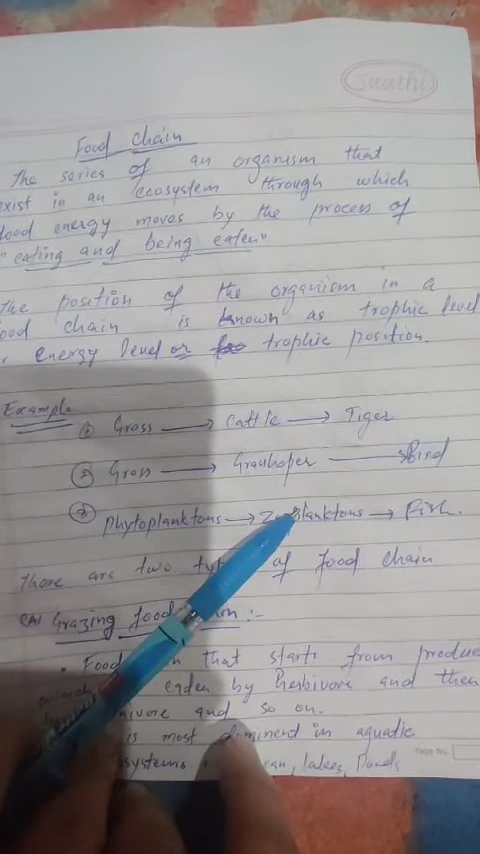 Saathi
Food chain
The series of an organism that
exist in an ecosystem through which
food energy moves by the process of
"eating and being eaten"
The position of the organism in a
food chain is known as trophic level
energy level or trophic position.
Example
① Grass → Cattle → Tiger
② Grass → Grasshoper → Bird
③ Phytoplanktons → Zooplanktons → Fish.
There are two of food chain
(A) Grazing food :-
• Food that starts from produce
eaten by herbivore and then
and so on.
is most dominent in aquatic
Page No.
lakes, Ponds